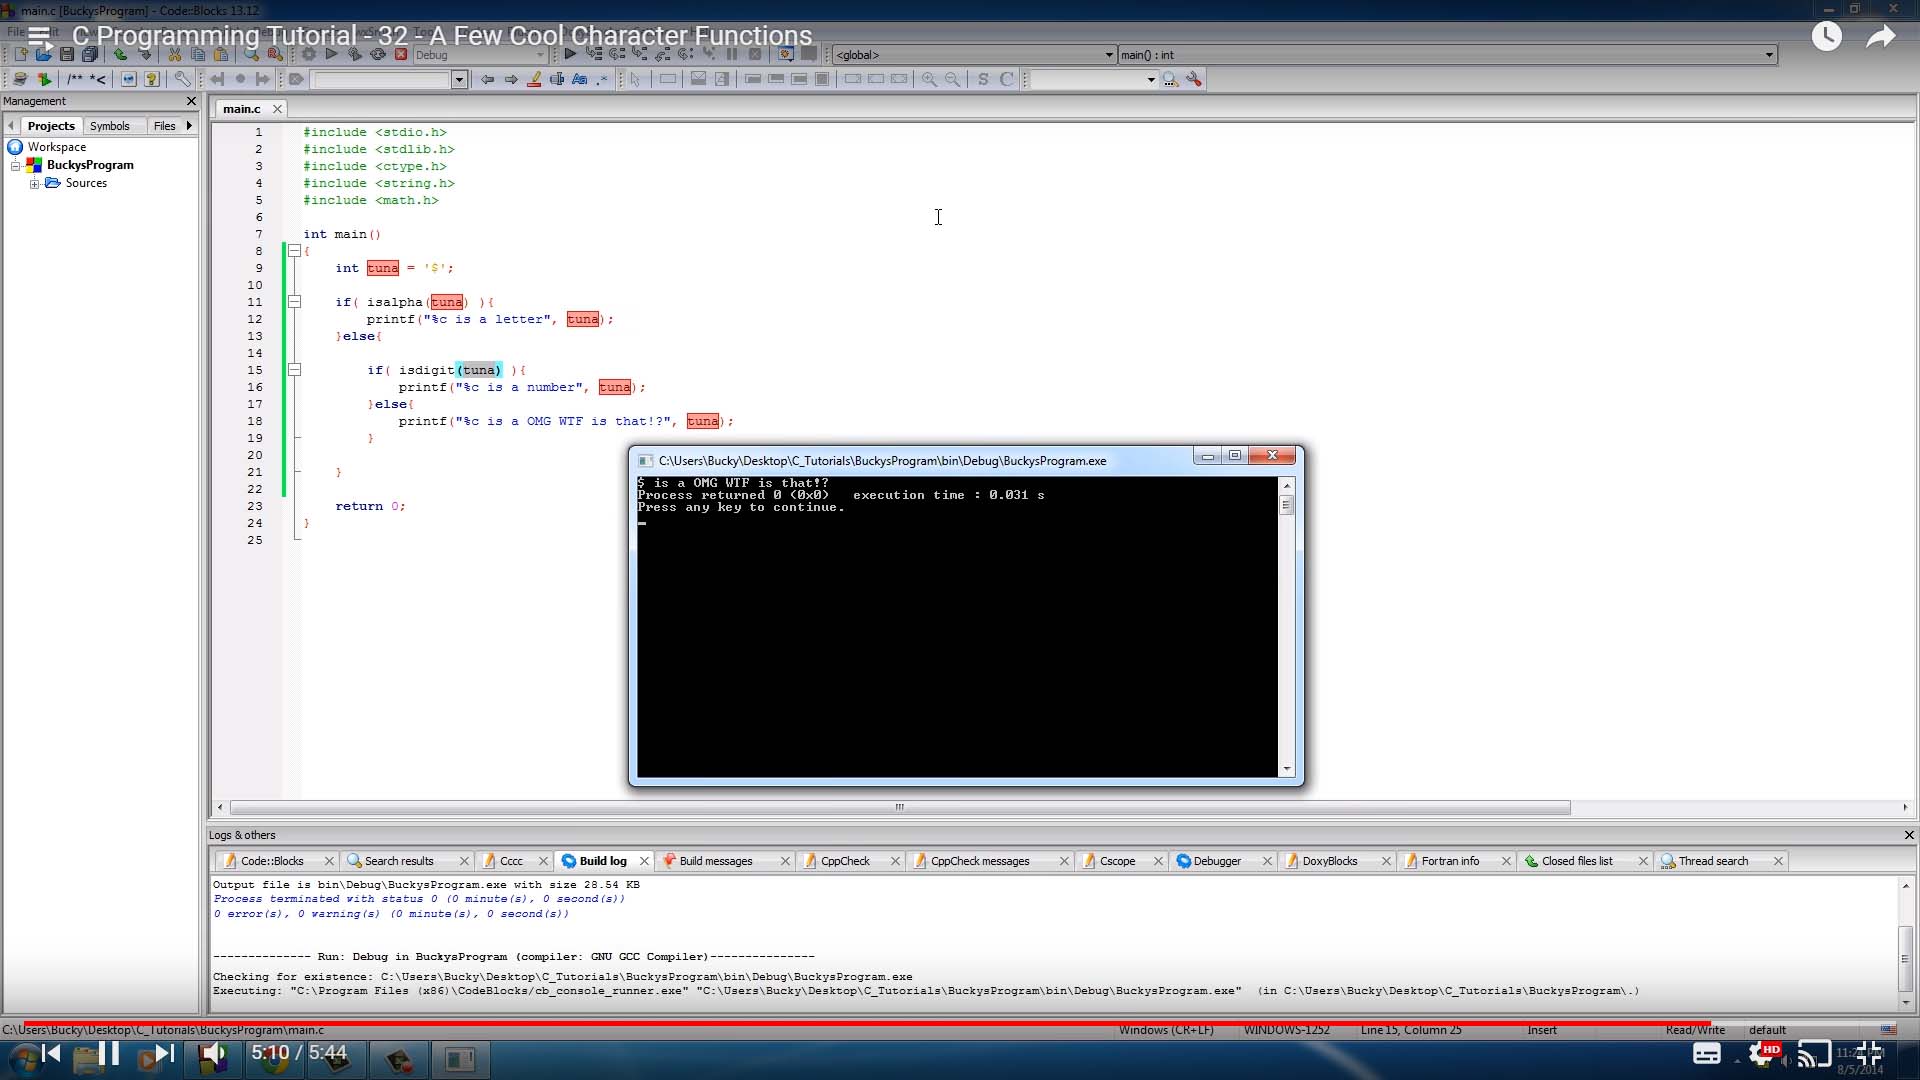 main.c [BuckysProgram] - Code::Blocks 13.12
C Programming Tutorial - 32 - A Few Cool Character Functions
Debug
<global>
main() : int
/** *<
Management
main.c
Projects
Symbols
Files
Workspace
BuckysProgram
Sources
1 #include <stdio.h>
2 #include <stdlib.h>
3 #include <ctype.h>
4 #include <string.h>
5 #include <math.h>
6
7 int main()
8 {
9 int tuna = '$';
10
11 if( isalpha(tuna) ){
12 printf("%c is a letter", tuna);
13 }else{
14
15 if( isdigit(tuna) ){
16 printf("%c is a number", tuna);
17 }else{
18 printf("%c is a OMG WTF is that!?", tuna);
19 }
20
21 }
22
23 return 0;
24 }
25
C:\Users\Bucky\Desktop\C_Tutorials\BuckysProgram\bin\Debug\BuckysProgram.exe
$ is a OMG WTF is that!?
Process returned 0 (0x0)   execution time : 0.031 s
Press any key to continue.
Logs & others
Code::Blocks
Search results
Cccc
Build log
Build messages
CppCheck
CppCheck messages
Cscope
Debugger
DoxyBlocks
Fortran info
Closed files list
Thread search
Output file is bin\Debug\BuckysProgram.exe with size 28.54 KB
Process terminated with status 0 (0 minute(s), 0 second(s))
0 error(s), 0 warning(s) (0 minute(s), 0 second(s))
-------------- Run: Debug in BuckysProgram (compiler: GNU GCC Compiler)---------------
Checking for existence: C:\Users\Bucky\Desktop\C_Tutorials\BuckysProgram\bin\Debug\BuckysProgram.exe
Executing: "C:\Program Files (x86)\CodeBlocks/cb_console_runner.exe" "C:\Users\Bucky\Desktop\C_Tutorials\BuckysProgram\bin\Debug\BuckysProgram.exe"  (in C:\Users\Bucky\Desktop\C_Tutorials\BuckysProgram\.)
C:\Users\Bucky\Desktop\C_Tutorials\BuckysProgram\main.c
Windows (CR+LF)
WINDOWS-1252
Line 15, Column 25
Insert
Read/Write
default
5:10 / 5:44
HD
8/5/2014